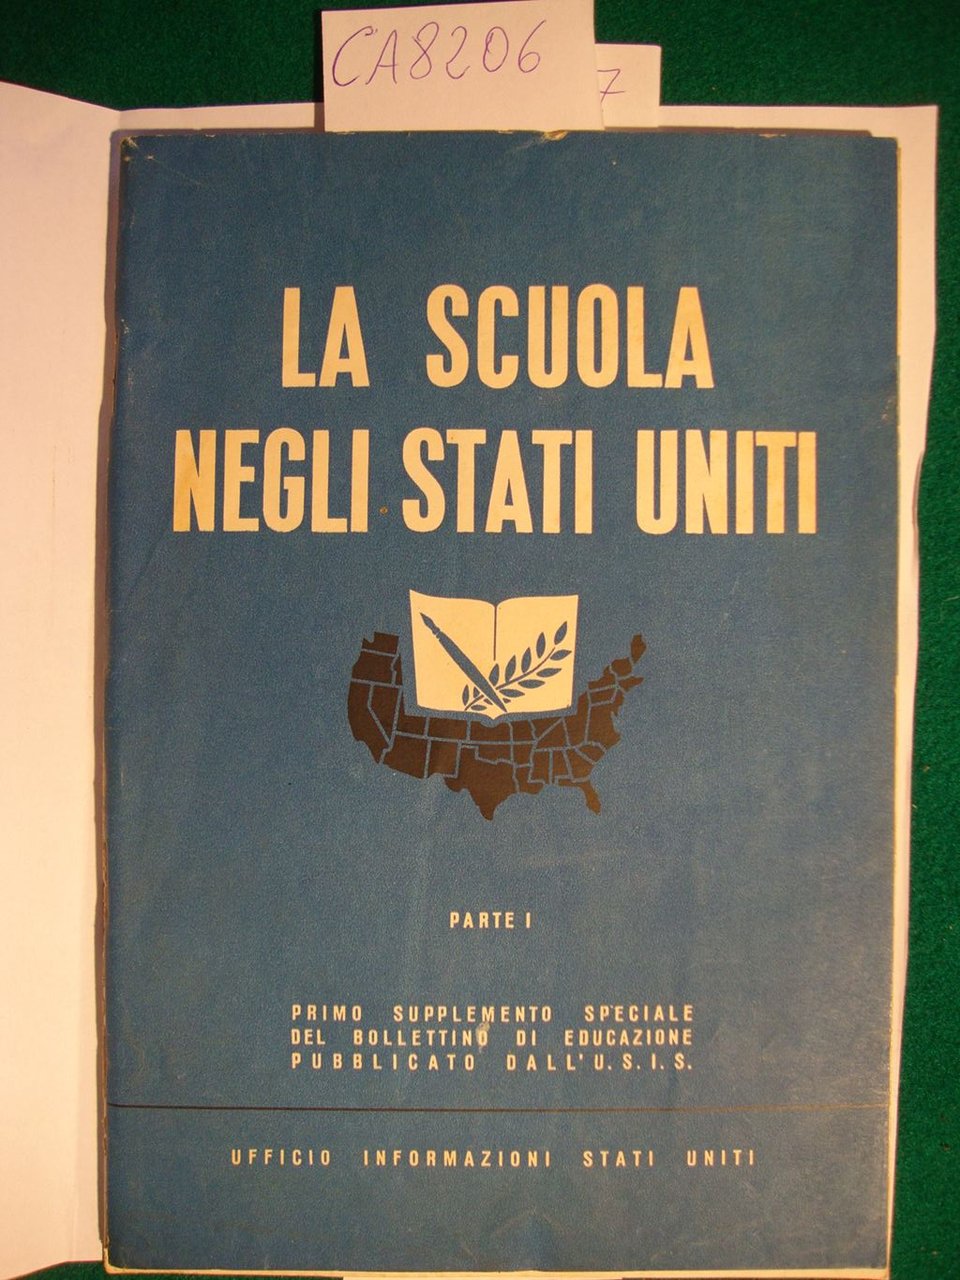 CA8206
7
LA SCUOLA
NEGLI STATI UNITI
PARTE I
PRIMO SUPPLEMENTO SPECIALE
DEL BOLLETTINO DI EDUCAZIONE
PUBBLICATO DALL'U.S.I.S.
UFFICIO INFORMAZIONI STATI UNITI